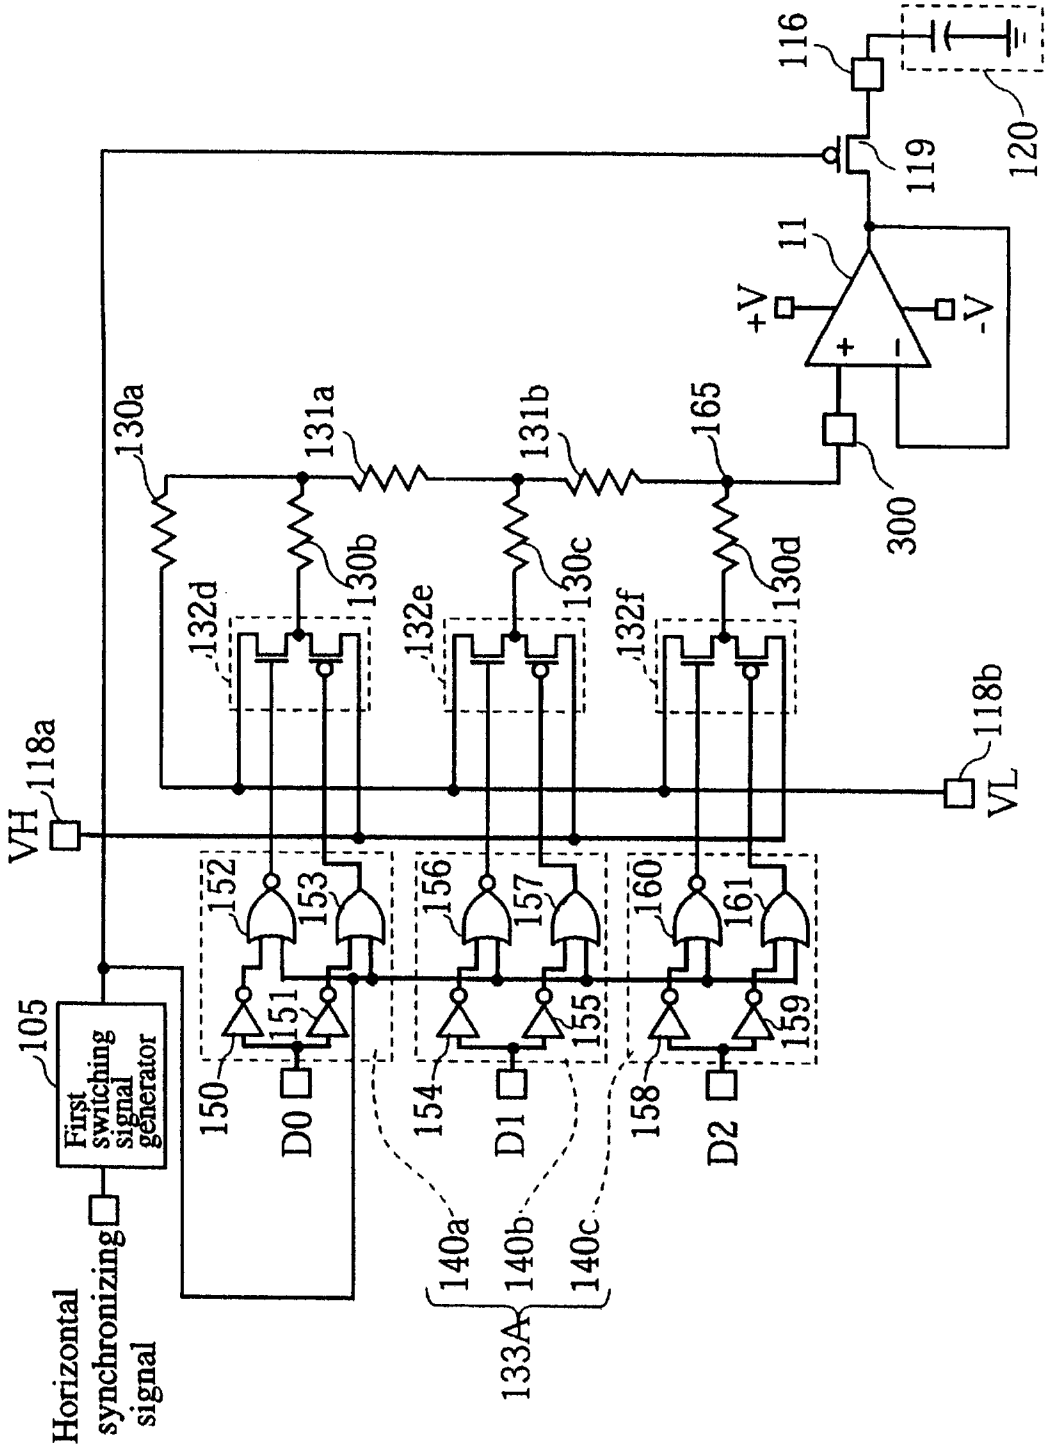 Horizontal
synchronizing
signal
105
First
switching
signal
generator
VH
118a
130a
116
120
119
11
+V
-V
+
−
131a
131b
165
300
130b
130c
130d
132d
132e
132f
118b
VL
152
153
150
151
D0
156
157
154
155
D1
160
161
158
159
D2
140a
140b
140c
133A